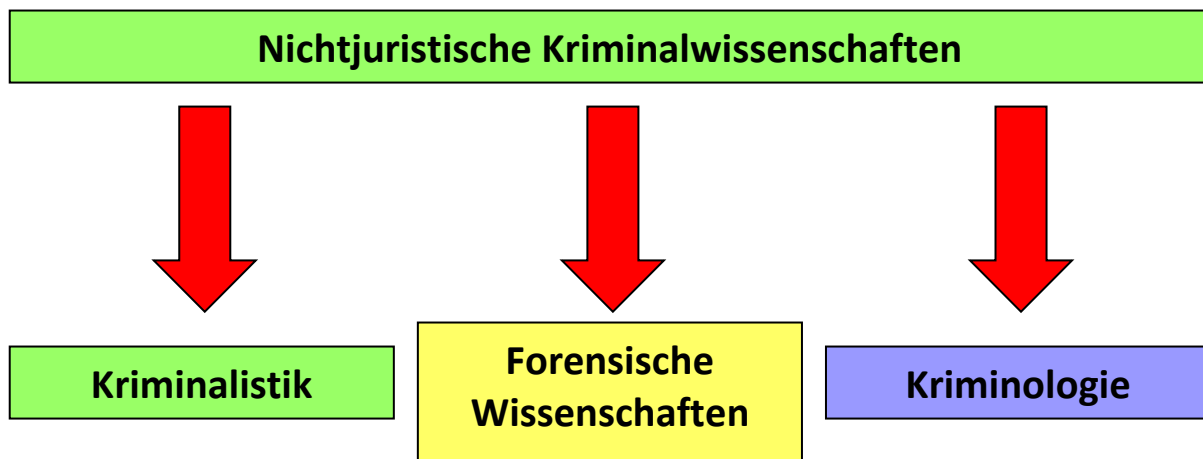 Nichtjuristische Kriminalwissenschaften
Kriminalistik
Forensische
Wissenschaften
Kriminologie